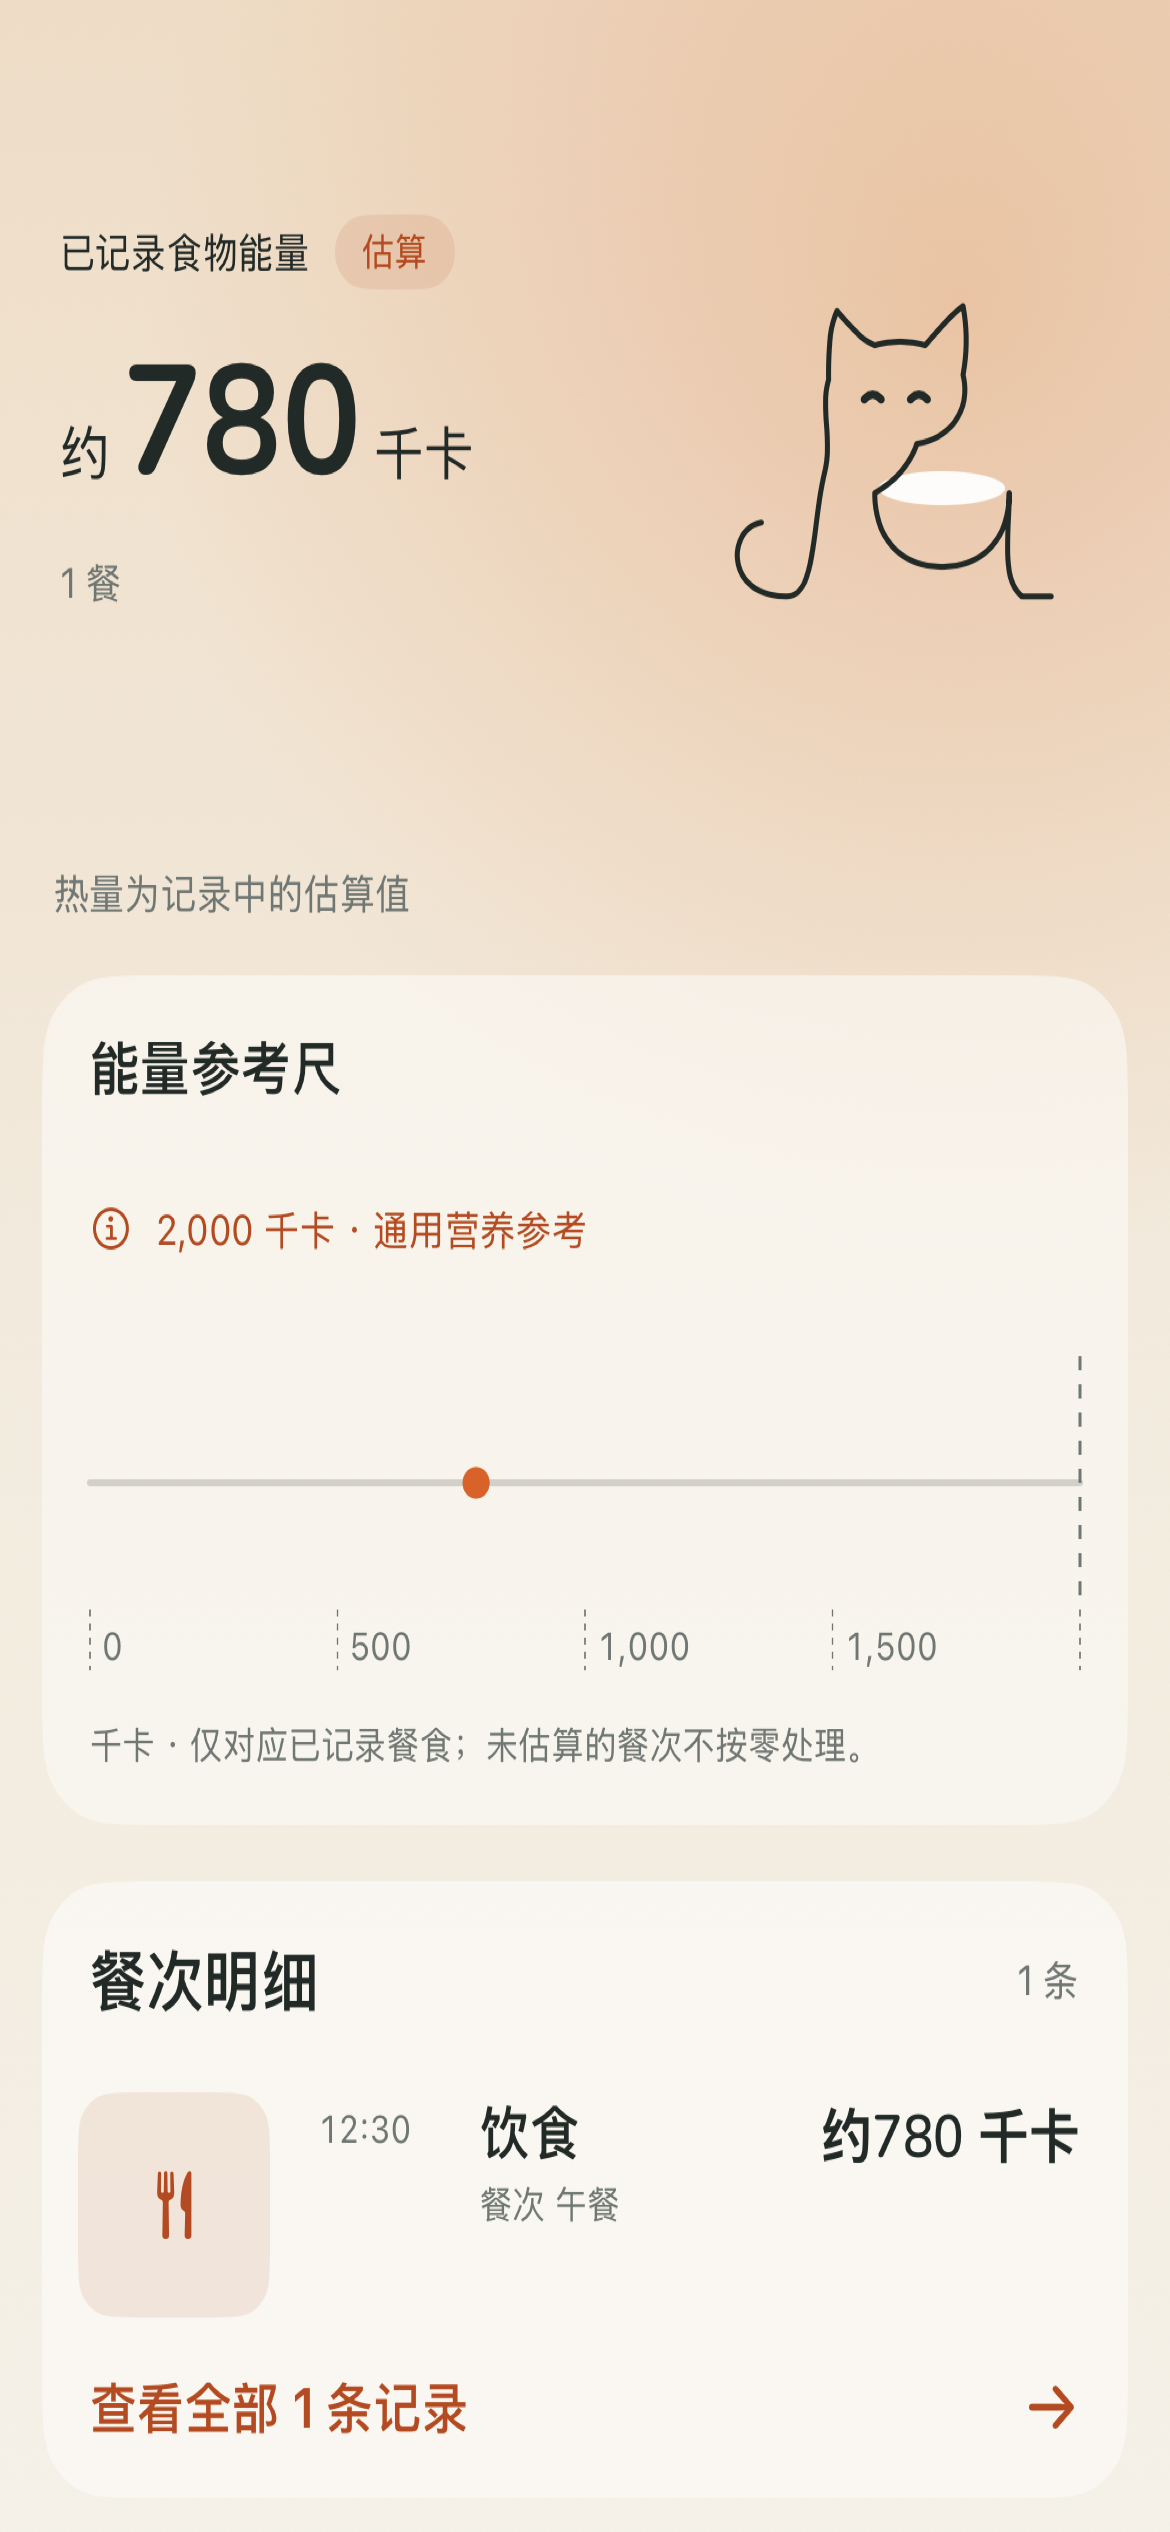 已记录食物能量 估算
约 780 千卡
1 餐
热量为记录中的估算值
能量参考尺
2,000 千卡 · 通用营养参考
0 500 1,000 1,500
千卡 · 仅对应已记录餐食；未估算的餐次不按零处理。
餐次明细 1 条
12:30 饮食 约780 千卡
餐次 午餐
查看全部 1 条记录